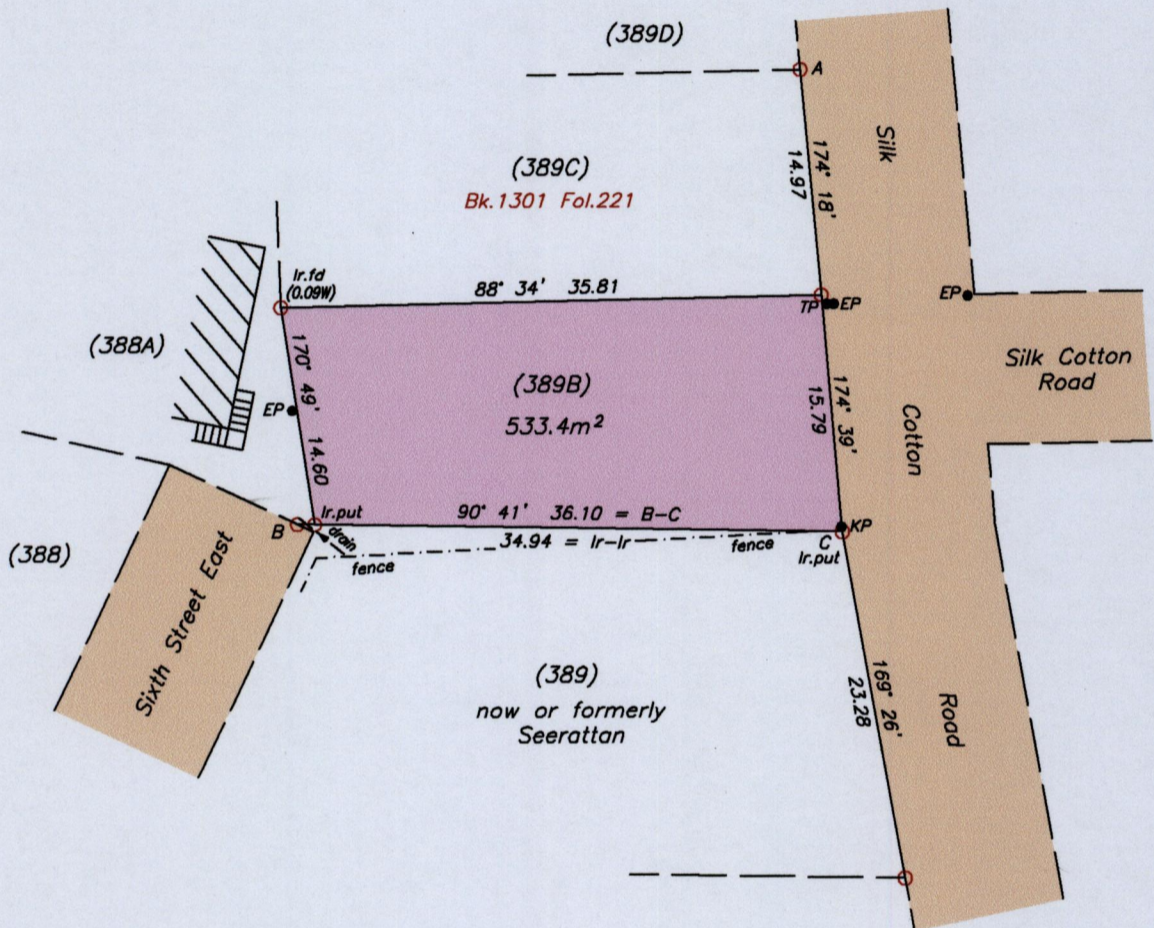 (389D)
A
Silk
174° 18'
14.97
(389C)
Bk.1301 Fol.221
Ir.fd
(0.09W)
88° 34' 35.81
TP
EP
EP
(388A)
170° 49'
14.60
EP
(389B)
533.4m²
174° 39'
15.79
Silk Cotton
Road
Cotton
Ir.put
B
90° 41' 36.10 = B-C
34.94 = Ir-Ir
drain
fence
fence
KP
C
Ir.put
(388)
Sixth Street East
(389)
now or formerly
Seerattan
169° 26'
23.28
Road